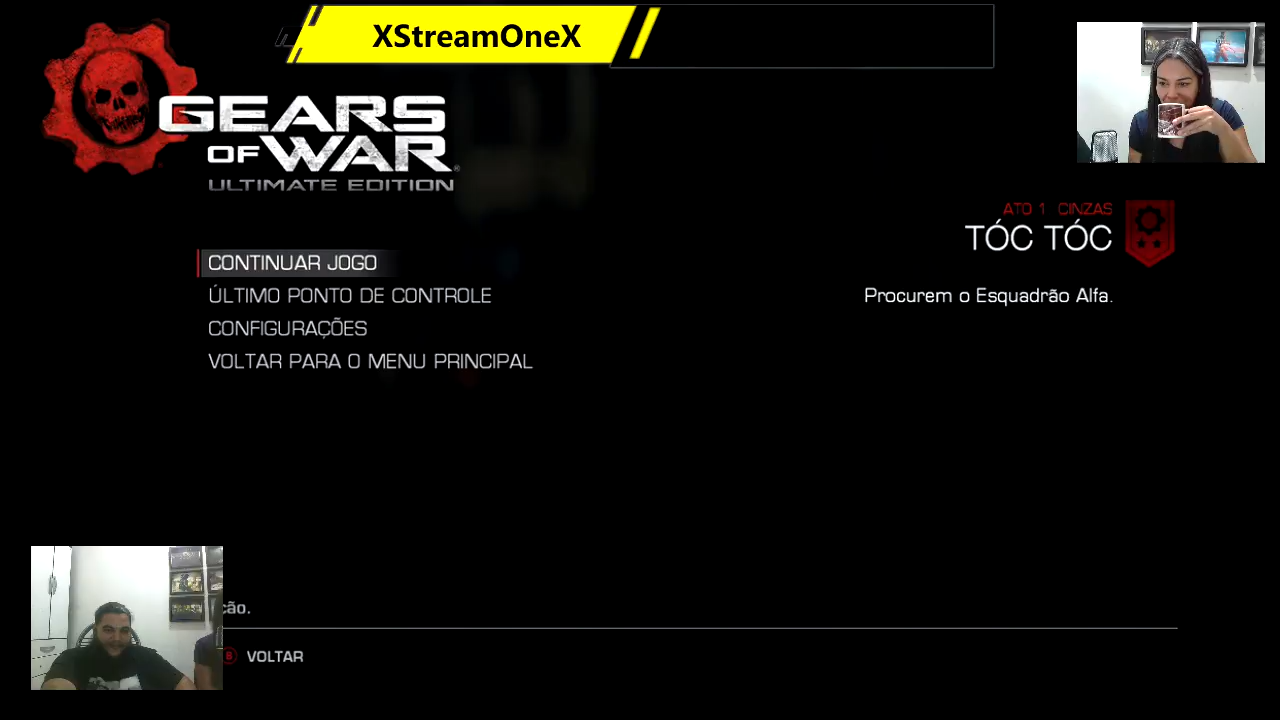 XStreamOneX
GEARS
OF WAR
ULTIMATE EDITION
ATO 1 CINZAS
TÓC TÓC
CONTINUAR JOGO
ÚLTIMO PONTO DE CONTROLE
Procurem o Esquadrão Alfa.
CONFIGURAÇÕES
VOLTAR PARA O MENU PRINCIPAL
ção.
B VOLTAR